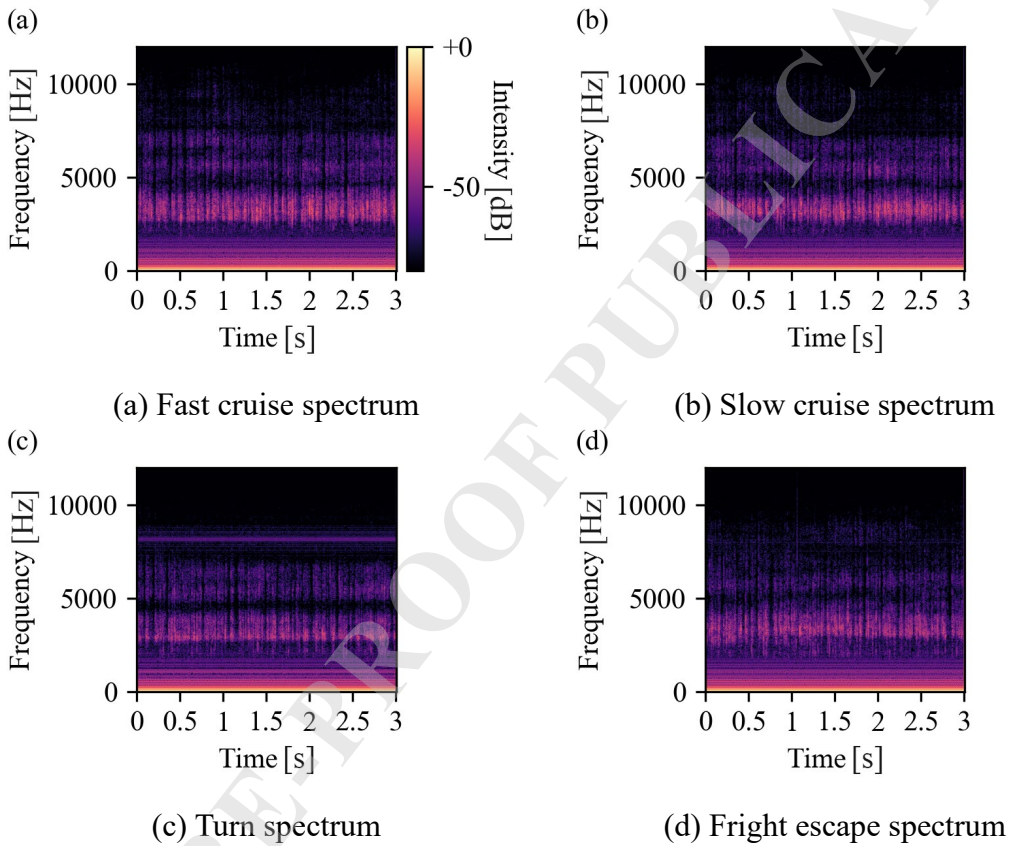 (a)
(b)
10000
5000
0
Frequency [Hz]
0 0.5 1 1.5 2 2.5 3
Time [s]
+0
-50
Intensity [dB]
10000
5000
0
Frequency [Hz]
0 0.5 1 1.5 2 2.5 3
Time [s]
(a) Fast cruise spectrum
(b) Slow cruise spectrum
(c)
(d)
10000
5000
0
Frequency [Hz]
0 0.5 1 1.5 2 2.5 3
Time [s]
10000
5000
0
Frequency [Hz]
0 0.5 1 1.5 2 2.5 3
Time [s]
(c) Turn spectrum
(d) Fright escape spectrum
RE-PROOF PUBLICA